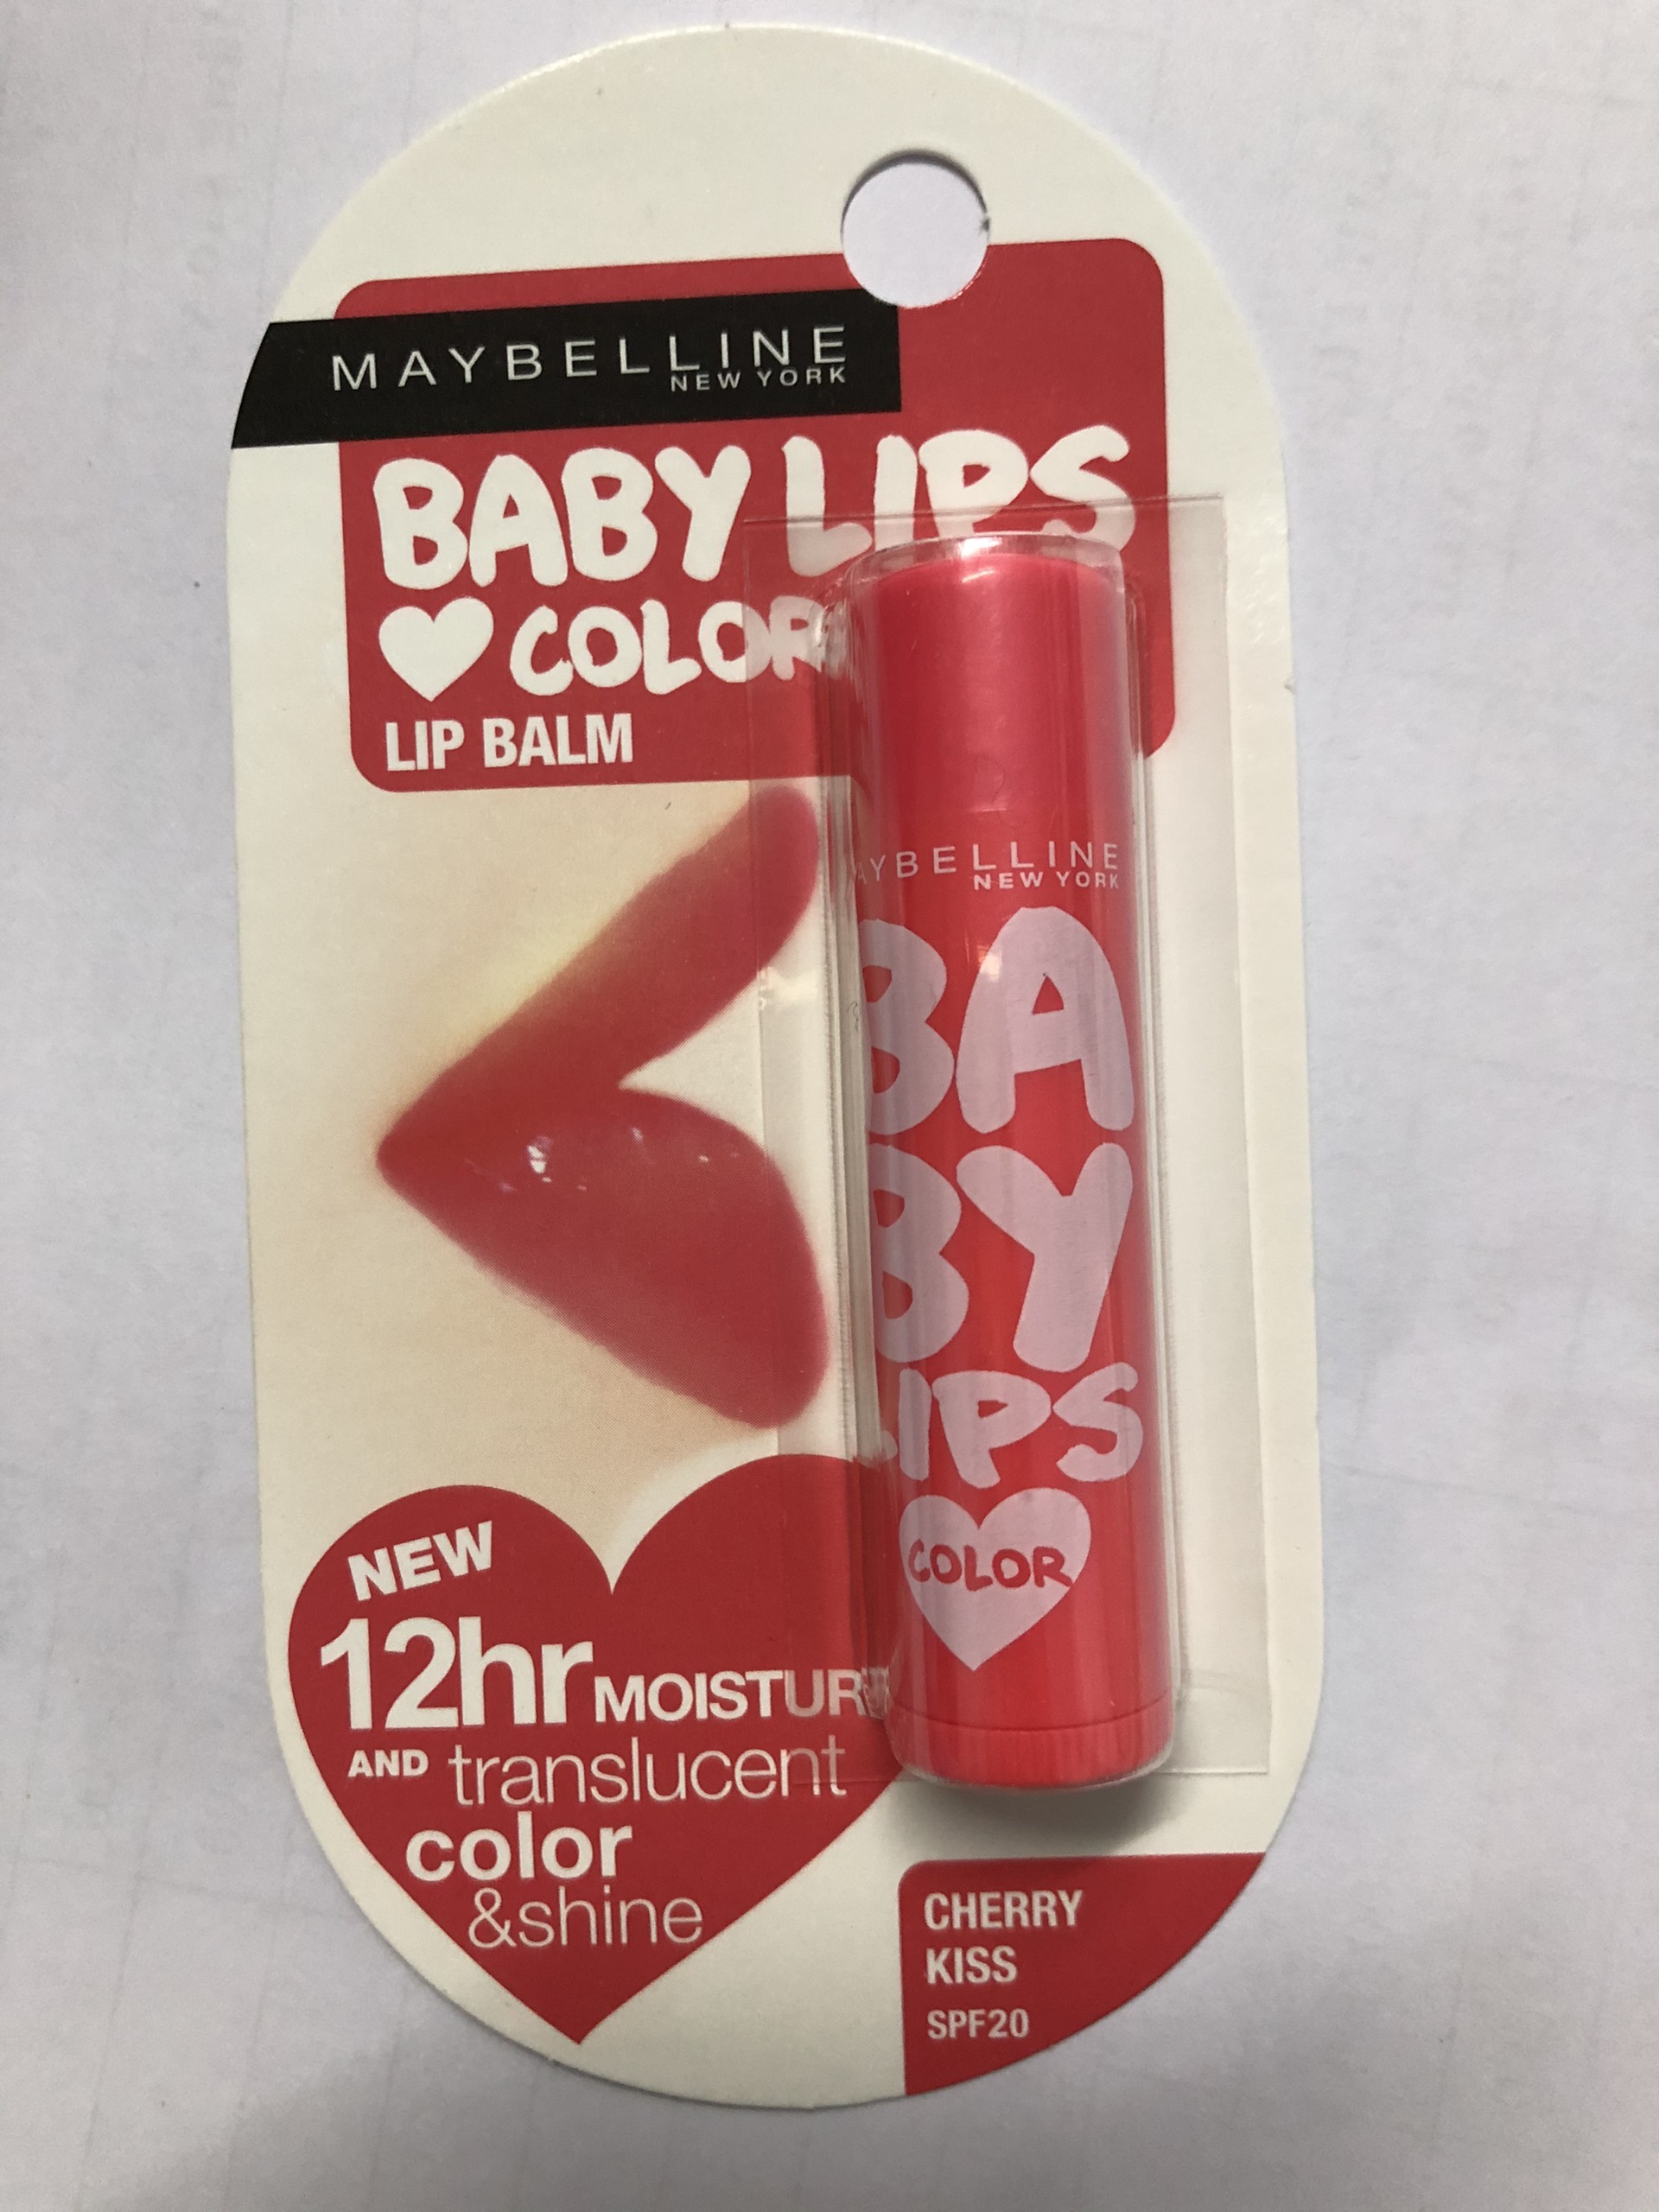 MAYBELLINE
NEW YORK
BABY LIPS
COLOR
LIP BALM
NEW YORK
BA
BY
LIPS
COLOR
NEW
12hr MOISTURE
AND translucent
color
&shine
CHERRY
KISS
SPF20